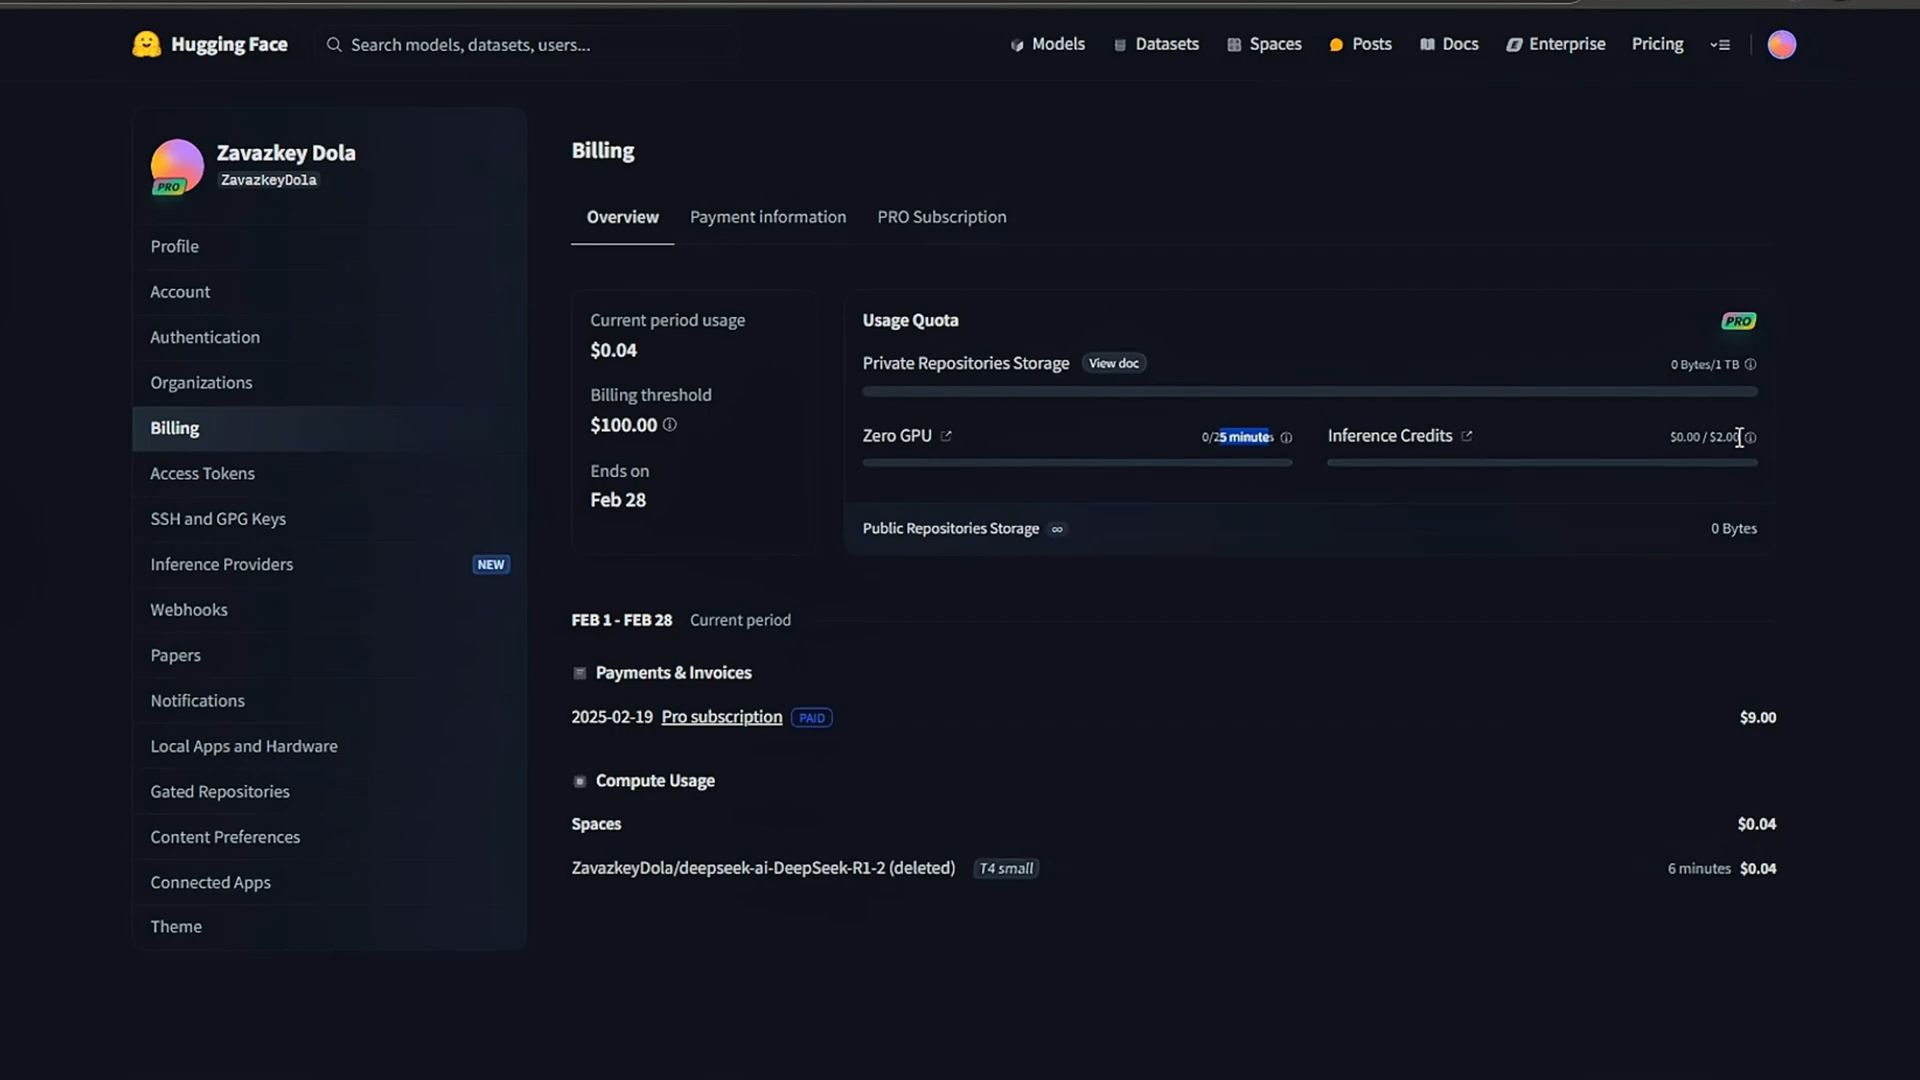 Hugging Face
Search models, datasets, users...
Models
Datasets
Spaces
Posts
Docs
Enterprise
Pricing
Zavazkey Dola
PRO
ZavazkeyDola
Profile
Account
Authentication
Organizations
Billing
Access Tokens
SSH and GPG Keys
Inference Providers NEW
Webhooks
Papers
Notifications
Local Apps and Hardware
Gated Repositories
Content Preferences
Connected Apps
Theme
Billing
Overview Payment information PRO Subscription
Current period usage
$0.04
Billing threshold
$100.00
Ends on
Feb 28
Usage Quota PRO
Private Repositories Storage View doc 0 Bytes/1 TB
Zero GPU 0/25 minutes
Inference Credits $0.00 / $2.00
Public Repositories Storage ∞ 0 Bytes
FEB 1 - FEB 28 Current period
Payments & Invoices
2025-02-19 Pro subscription PAID $9.00
Compute Usage
Spaces $0.04
ZavazkeyDola/deepseek-ai-DeepSeek-R1-2 (deleted) T4 small 6 minutes $0.04